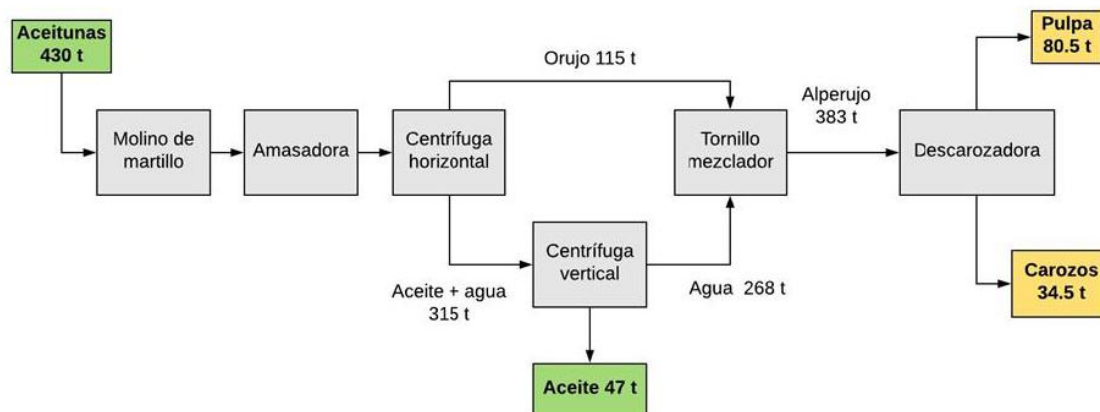 Aceitunas
430 t
Molino de
martillo
Amasadora
Centrífuga
horizontal
Orujo 115 t
Aceite + agua
315 t
Centrífuga
vertical
Aceite 47 t
Agua 268 t
Tornillo
mezclador
Alperujo
383 t
Descarozadora
Pulpa
80.5 t
Carozos
34.5 t